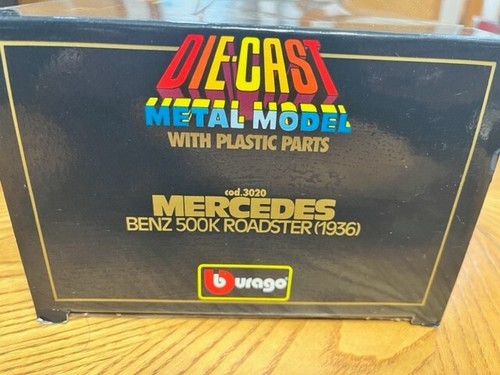 DIE-CAST
METAL MODEL
WITH PLASTIC PARTS
cod.3020
MERCEDES
BENZ 500K ROADSTER (1936)
burago